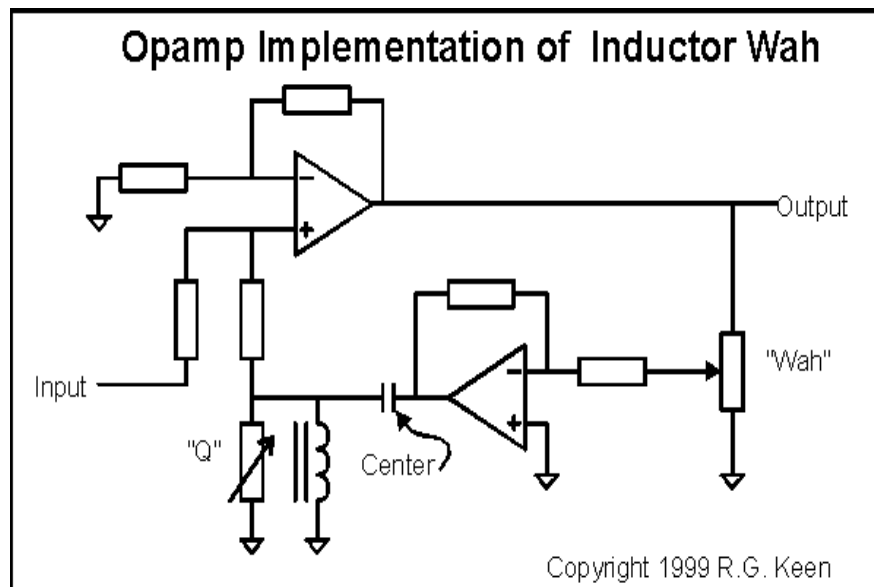 Opamp Implementation of Inductor Wah
−
+
Output
Input
"Q"
Center
−
+
"Wah"
Copyright 1999 R.G. Keen